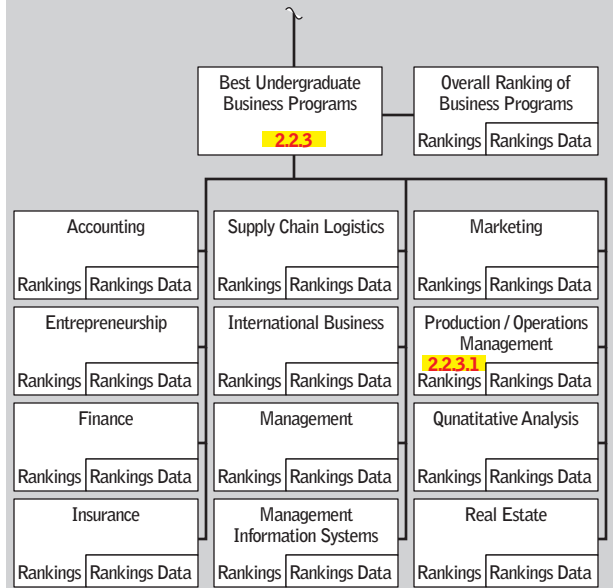 Best Undergraduate
Business Programs
2.2.3
Overall Ranking of
Business Programs
Rankings Rankings Data
Accounting
Rankings Rankings Data
Supply Chain Logistics
Rankings Rankings Data
Marketing
Rankings Rankings Data
Entrepreneurship
Rankings Rankings Data
International Business
Rankings Rankings Data
Production / Operations
Management
2.2.3.1
Rankings Rankings Data
Finance
Rankings Rankings Data
Management
Rankings Rankings Data
Qunatitative Analysis
Rankings Rankings Data
Insurance
Rankings Rankings Data
Management
Information Systems
Rankings Rankings Data
Real Estate
Rankings Rankings Data